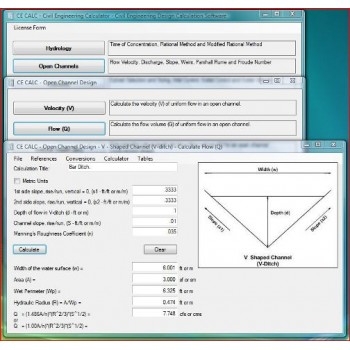 CE CALC - Civil Engineering Calculator : Civil Engineering Design Calculations Software
License Form
Hydrology
Time of Concentration, Rational Method and Modified Rational Method
Open Channels
Flow Velocity, Discharge, Slope, Weirs, Parshall Flume and Froude Number
CE CALC - Open Channel Design
Velocity (V)
Calculate the velocity (V) of uniform flow in an open channel.
Flow (Q)
Calculate the flow volume (Q) of uniform flow in an open channel.
CE CALC - Open Channel Design - V - Shaped Channel (V-ditch) - Calculate Flow (Q)
File References Conversions Calculator Tables
Calculation Title: Bar Ditch.
Metric Units
1st side slope, rise/run, vertical = 0, (s1 - ft/ft or m/m) .3333
2nd side slope, rise/run, vertical = 0, (s2 - ft/ft or m/m) .3333
Depth of flow in V-ditch (d - ft or m) 1
Channel slope, rise/run, (S - ft/ft or m/m) .01
Manning's Roughness Coefficient (n) .035
Calculate Clear
Width of the water surface (w) = 6.001 ft or m
Area (A) = 3.000 sf or sm
Wet Perimeter (Wp) = 6.325 ft or m
Hydraulic Radius (R) = A/Wp = 0.474 ft or m
Q = (1.486A/n)*(R^2/3)*(S^1/2) = 7.748 cfs or cms
or
Q = (1.0A/n)*(R^2/3)*(S^1/2) =
Width (w)
Depth (d)
Slope (s1)
Slope (s2)
V Shaped Channel
(V-Ditch)